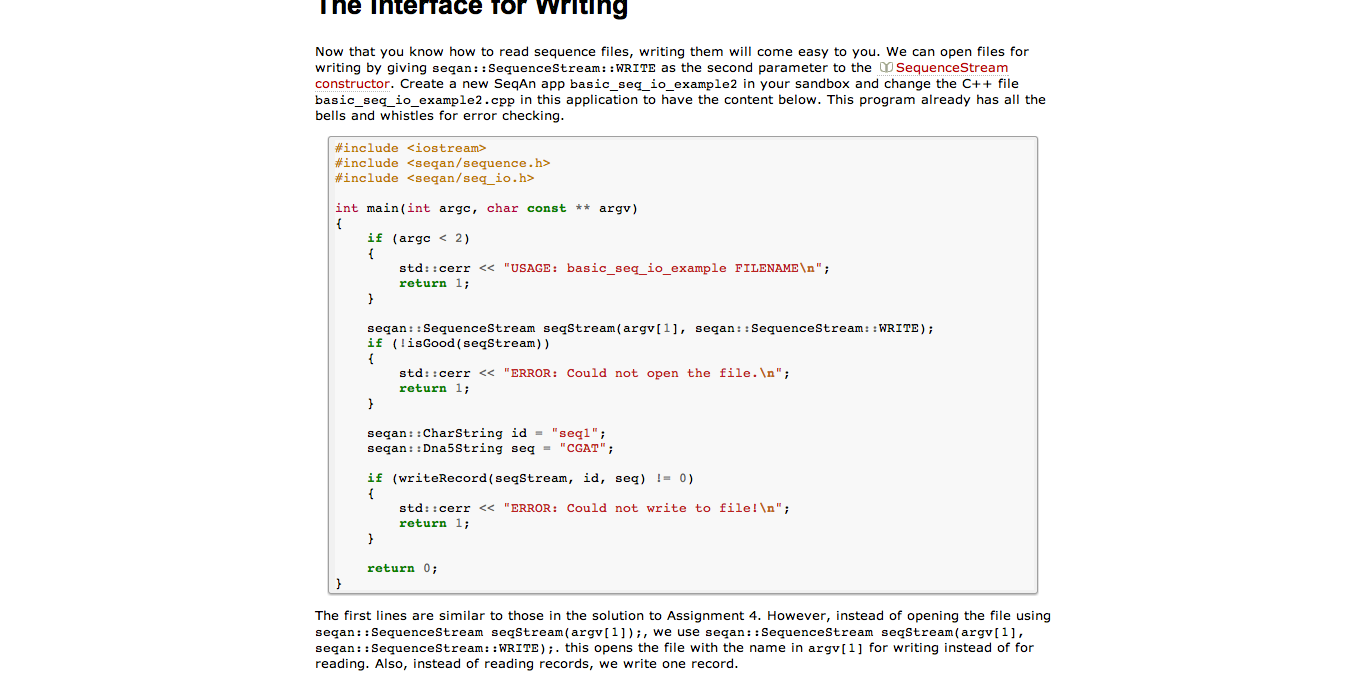 The Interface for Writing
Now that you know how to read sequence files, writing them will come easy to you. We can open files for
writing by giving seqan::SequenceStream::WRITE as the second parameter to the SequenceStream
constructor. Create a new SeqAn app basic_seq_io_example2 in your sandbox and change the C++ file
basic_seq_io_example2.cpp in this application to have the content below. This program already has all the
bells and whistles for error checking.
#include <iostream>
#include <seqan/sequence.h>
#include <seqan/seq_io.h>
int main(int argc, char const ** argv)
{
if (argc < 2)
{
std::cerr << "USAGE: basic_seq_io_example FILENAME\n";
return 1;
}
seqan::SequenceStream seqStream(argv[1], seqan::SequenceStream::WRITE);
if (!isGood(seqStream))
{
std::cerr << "ERROR: Could not open the file.\n";
return 1;
}
seqan::CharString id = "seq1";
seqan::Dna5String seq = "CGAT";
if (writeRecord(seqStream, id, seq) != 0)
{
std::cerr << "ERROR: Could not write to file!\n";
return 1;
}
return 0;
}
The first lines are similar to those in the solution to Assignment 4. However, instead of opening the file using
seqan::SequenceStream seqStream(argv[1]);, we use seqan::SequenceStream seqStream(argv[1],
seqan::SequenceStream::WRITE);. this opens the file with the name in argv[1] for writing instead of for
reading. Also, instead of reading records, we write one record.